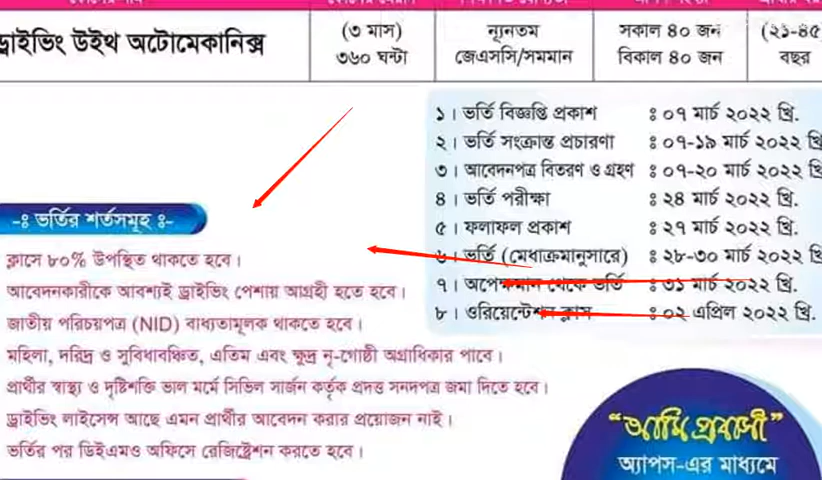 ড্রাইভিং উইথ অটোমেকানিক্স
(৩ মাস)
৩৬০ ঘন্টা
ন্যূনতম
জেএসসি/সমমান
সকাল ৪০ জন
বিকাল ৪০ জন
(২১-৪৫)
বছর
১। ভর্তি বিজ্ঞপ্তি প্রকাশ ঃ ০৭ মার্চ ২০২২ খ্রি.
২। ভর্তি সংক্রান্ত প্রচারণা ঃ ০৭-১৯ মার্চ ২০২২ খ্রি
৩। আবেদনপত্র বিতরণ ও গ্রহণ ঃ ০৭-২০ মার্চ ২০২২ খ্রি
৪। ভর্তি পরীক্ষা ঃ ২৪ মার্চ ২০২২ খ্রি.
৫। ফলাফল প্রকাশ ঃ ২৭ মার্চ ২০২২ খ্রি.
৬। ভর্তি (মেধাক্রমানুসারে) ঃ ২৮-৩০ মার্চ ২০২২ খ্রি
৭। অপেক্ষমান থেকে ভর্তি ঃ ৩১ মার্চ ২০২২ খ্রি.
৮। ওরিয়েন্টেশন ক্লাস ঃ ০২ এপ্রিল ২০২২ খ্রি.
-ঃ ভর্তির শর্তসমূহ ঃ-
ক্লাসে ৮০% উপস্থিত থাকতে হবে।
আবেদনকারীকে আবশ্যই ড্রাইভিং পেশায় আগ্রহী হতে হবে।
জাতীয় পরিচয়পত্র (NID) বাধ্যতামূলক থাকতে হবে।
মহিলা, দরিদ্র ও সুবিধাবঞ্চিত, এতিম এবং ক্ষুদ্র নৃ-গোষ্ঠী অগ্রাধিকার পাবে।
প্রার্থীর স্বাস্থ্য ও দৃষ্টিশক্তি ভাল মর্মে সিভিল সার্জন কর্তৃক প্রদত্ত সনদপত্র জমা দিতে হবে।
ড্রাইভিং লাইসেন্স আছে এমন প্রার্থীর আবেদন করার প্রয়োজন নাই।
ভর্তির পর ডিইএমও অফিসে রেজিষ্ট্রেশন করতে হবে।
“আমি প্রবাসী”
অ্যাপস-এর মাধ্যমে